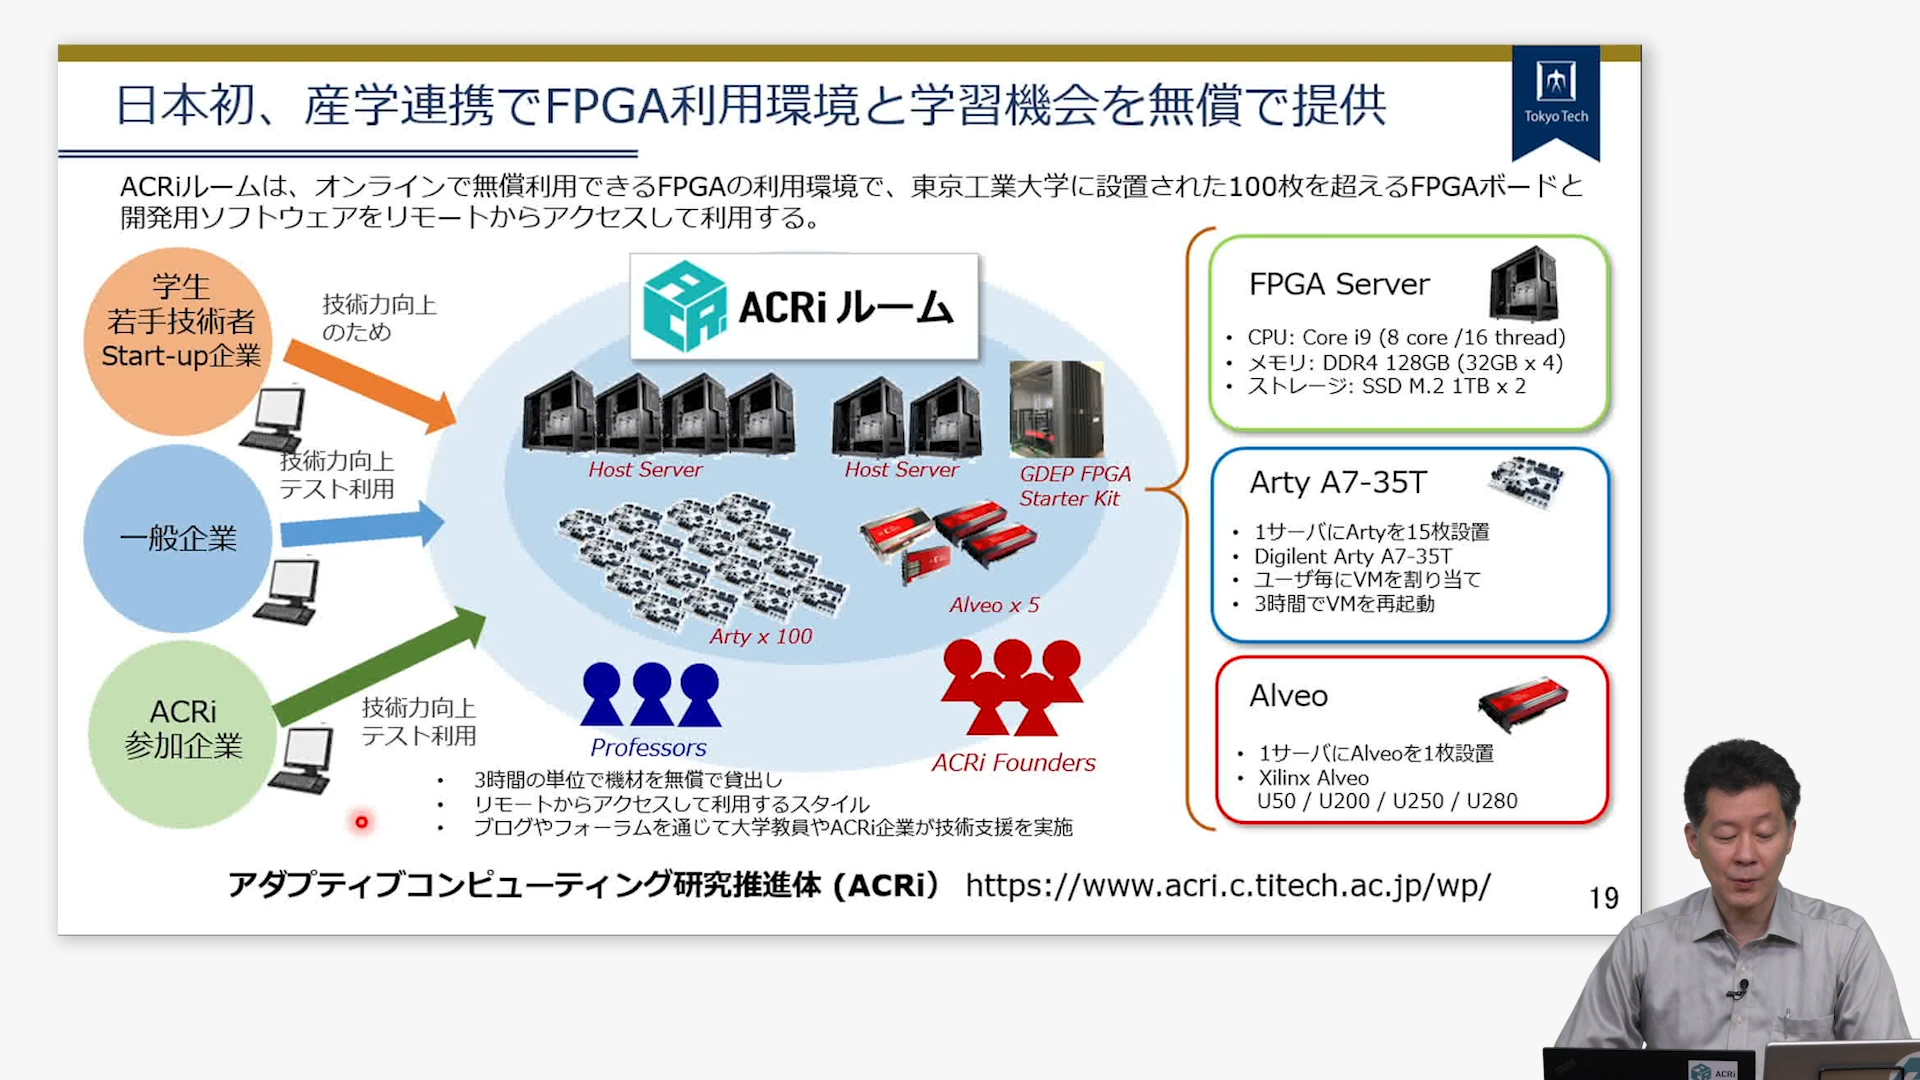 日本初、産学連携でFPGA利用環境と学習機会を無償で提供
Tokyo Tech
ACRiルームは、オンラインで無償利用できるFPGAの利用環境で、東京工業大学に設置された100枚を超えるFPGAボードと
開発用ソフトウェアをリモートからアクセスして利用する。
学生
若手技術者
Start-up企業
技術力向上
のため
一般企業
技術力向上
テスト利用
ACRi
参加企業
技術力向上
テスト利用
ACRi
ACRi ルーム
Host Server
Host Server
GDEP FPGA
Starter Kit
Arty x 100
Alveo x 5
Professors
ACRi Founders
• 3時間の単位で機材を無償で貸出し
• リモートからアクセスして利用するスタイル
• ブログやフォーラムを通じて大学教員やACRi企業が技術支援を実施
FPGA Server
• CPU: Core i9 (8 core /16 thread)
• メモリ: DDR4 128GB (32GB x 4)
• ストレージ: SSD M.2 1TB x 2
Arty A7-35T
• 1サーバにArtyを15枚設置
• Digilent Arty A7-35T
• ユーザ毎にVMを割り当て
• 3時間でVMを再起動
Alveo
• 1サーバにAlveoを1枚設置
• Xilinx Alveo
U50 / U200 / U250 / U280
アダプティブコンピューティング研究推進体 (ACRi) https://www.acri.c.titech.ac.jp/wp/
19
ACRi